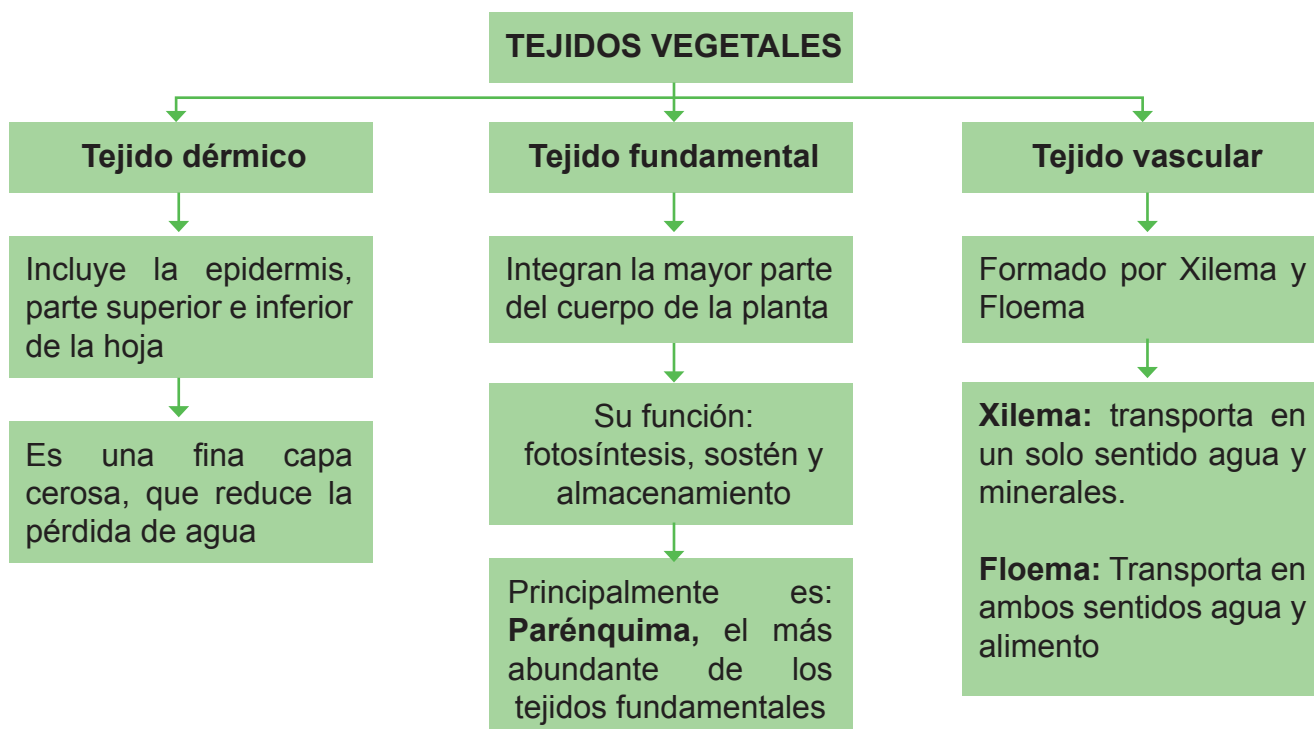 TEJIDOS VEGETALES
Tejido dérmico
Incluye la epidermis,
parte superior e inferior
de la hoja
Es una fina capa
cerosa, que reduce la
pérdida de agua
Tejido fundamental
Integran la mayor parte
del cuerpo de la planta
Su función:
fotosíntesis, sostén y
almacenamiento
Principalmente es:
Parénquima, el más
abundante de los
tejidos fundamentales
Tejido vascular
Formado por Xilema y
Floema
Xilema: transporta en
un solo sentido agua y
minerales.
Floema: Transporta en
ambos sentidos agua y
alimento